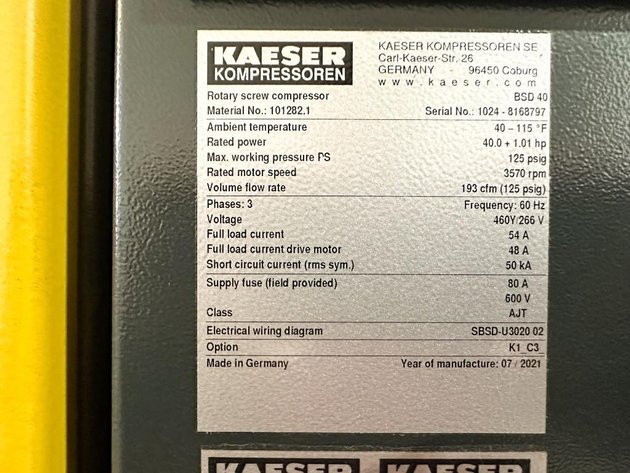 KAESER
KOMPRESSOREN
KAESER KOMPRESSOREN SE
Carl-Kaeser-Str. 26
GERMANY - 96450 Coburg
www.kaeser.com
Rotary screw compressor BSD 40
Material No.: 101282.1 Serial No.: 1024 - 8168797
Ambient temperature 40 – 115 °F
Rated power 40.0 + 1.01 hp
Max. working pressure PS 125 psig
Rated motor speed 3570 rpm
Volume flow rate 193 cfm (125 psig)
Phases: 3 Frequency: 60 Hz
Voltage 460Y/266 V
Full load current 54 A
Full load current drive motor 48 A
Short circuit current (rms sym.) 50 kA
Supply fuse (field provided) 80 A
600 V
Class AJT
Electrical wiring diagram SBSD-U3020 02
Option K1_C3_
Made in Germany Year of manufacture: 07 / 2021
KAESER KAESER